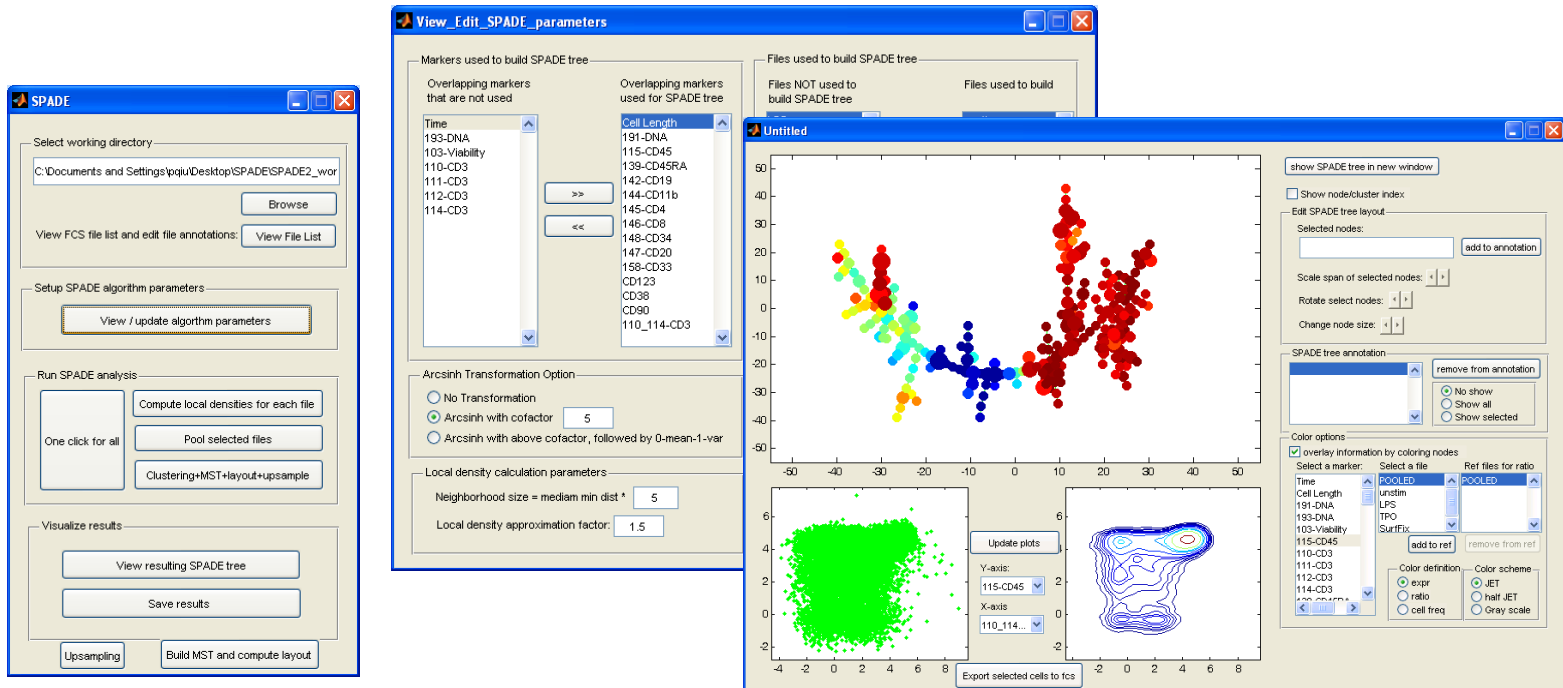 SPADE
Select working directory
C:\Documents and Settings\pqiu\Desktop\SPADE\SPADE2_wor
Browse
View FCS file list and edit file annotations:
View File List
Setup SPADE algorithm parameters
View / update algorthm parameters
Run SPADE analysis
One click for all
Compute local densities for each file
Pool selected files
Clustering+MST+layout+upsample
Visualize results
View resulting SPADE tree
Save results
Upsampling
Build MST and compute layout
View_Edit_SPADE_parameters
Markers used to build SPADE tree
Overlapping markers
that are not used
Time
193-DNA
103-Viability
110-CD3
111-CD3
112-CD3
114-CD3
>>
<<
Overlapping markers
used for SPADE tree
Cell Length
191-DNA
115-CD45
139-CD45RA
142-CD19
144-CD11b
145-CD4
146-CD8
148-CD34
147-CD20
158-CD33
CD123
CD38
CD90
110_114-CD3
Files used to build SPADE tree
Files NOT used to
build SPADE tree
Files used to build
Arcsinh Transformation Option
No Transformation
Arcsinh with cofactor 5
Arcsinh with above cofactor, followed by 0-mean-1-var
Local density calculation parameters
Neighborhood size = mediam min dist * 5
Local density approximation factor: 1.5
Untitled
50
40
30
20
10
0
-10
-20
-30
-40
-50
-50 -40 -30 -20 -10 0 10 20 30 40 50
show SPADE tree in new window
Show node/cluster index
Edit SPADE tree layout
Selected nodes:
add to annotation
Scale span of selected nodes:
Rotate select nodes:
Change node size:
SPADE tree annotation
remove from annotation
No show
Show all
Show selected
Color options
overlay information by coloring nodes
Select a marker:
Time
Cell Length
191-DNA
193-DNA
103-Viability
115-CD45
110-CD3
111-CD3
112-CD3
114-CD3
139-CD45RA
Select a file
POOLED
unstim
LPS
TPO
SurfFix
Ref files for ratio
POOLED
add to ref
remove from ref
Color definition
expr
ratio
cell freq
Color scheme
JET
half JET
Gray scale
6
4
2
0
-2
-4 -2 0 2 4 6 8
Update plots
Y-axis:
115-CD45
X-axis
110_114...
Export selected cells to fcs
6
4
2
0
-2
-4 -2 0 2 4 6 8